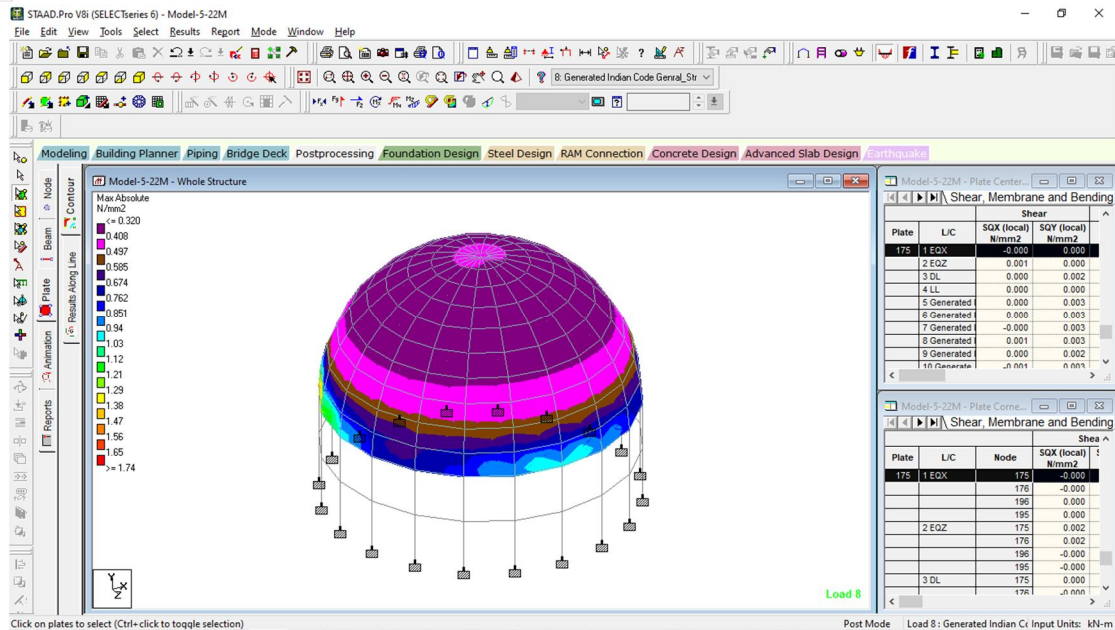 STAAD.Pro V8i (SELECTseries 6) - Model-5-22M
File Edit View Tools Select Results Report Mode Window Help
8: Generated Indian Code Genral_Str
Modeling Building Planner Piping Bridge Deck Postprocessing Foundation Design Steel Design RAM Connection Concrete Design Advanced Slab Design Earthquake
Node
Beam
Plate
Animation
Reports
Contour
Results Along Line
Model-5-22M - Whole Structure
Max Absolute
N/mm2
<= 0.320
0.408
0.497
0.585
0.674
0.762
0.851
0.94
1.03
1.12
1.21
1.29
1.38
1.47
1.56
1.65
>= 1.74
Y
X
Z
Load 8
Model-5-22M - Plate Center...
Shear, Membrane and Bending
Shear
Plate L/C SQX (local) N/mm2 SQY (local) N/mm2
175 1 EQX -0.000 0.000
2 EQZ 0.001 0.000
3 DL 0.000 0.002
4 LL 0.000 0.000
5 Generated 0.000 0.003
6 Generated 0.000 0.003
7 Generated -0.000 0.003
8 Generated 0.001 0.003
9 Generated 0.000 0.002
10 Generate -0.001 0.003
Model-5-22M - Plate Corne...
Shear, Membrane and Bending
Shea
Plate L/C Node SQX (local) N/mm2
175 1 EQX 175 -0.000
176 -0.000
196 0.000
195 -0.000
2 EQZ 175 0.002
176 0.002
196 -0.000
195 -0.000
3 DL 175 0.000
176 -0.000
Click on plates to select (Ctrl+click to toggle selection)
Post Mode Load 8 : Generated Indian Cc Input Units: kN-m